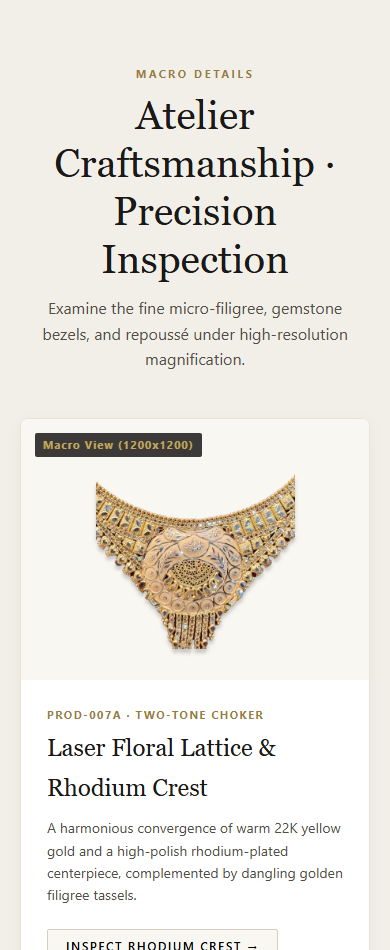 MACRO DETAILS
Atelier
Craftsmanship ·
Precision
Inspection
Examine the fine micro-filigree, gemstone
bezels, and repoussé under high-resolution
magnification.
Macro View (1200x1200)
PROD-007A · TWO-TONE CHOKER
Laser Floral Lattice &
Rhodium Crest
A harmonious convergence of warm 22K yellow
gold and a high-polish rhodium-plated
centerpiece, complemented by dangling golden
filigree tassels.
INSPECT RHODIUM CREST →